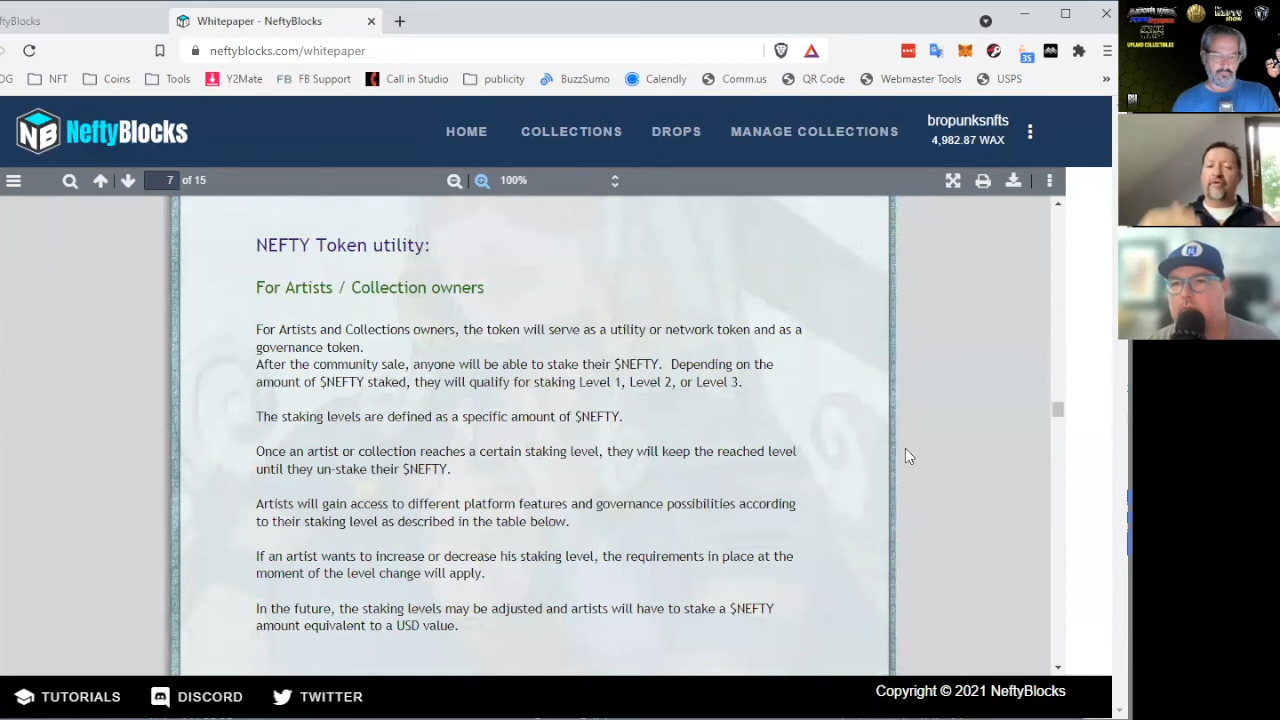 eftyBlocks
Whitepaper - NeftyBlocks
neftyblocks.com/whitepaper
35
OG
NFT
Coins
Tools
Y2Mate
FB FB Support
Call in Studio
publicity
BuzzSumo
Calendly
Comm.us
QR Code
Webmaster Tools
USPS
NB NeftyBlocks
HOME
COLLECTIONS
DROPS
MANAGE COLLECTIONS
bropunksnfts
4,982.87 WAX
7 of 15
100%
NEFTY Token utility:
For Artists / Collection owners
For Artists and Collections owners, the token will serve as a utility or network token and as a
governance token.
After the community sale, anyone will be able to stake their $NEFTY. Depending on the
amount of $NEFTY staked, they will qualify for staking Level 1, Level 2, or Level 3.
The staking levels are defined as a specific amount of $NEFTY.
Once an artist or collection reaches a certain staking level, they will keep the reached level
until they un-stake their $NEFTY.
Artists will gain access to different platform features and governance possibilities according
to their staking level as described in the table below.
If an artist wants to increase or decrease his staking level, the requirements in place at the
moment of the level change will apply.
In the future, the staking levels may be adjusted and artists will have to stake a $NEFTY
amount equivalent to a USD value.
TUTORIALS
DISCORD
TWITTER
Copyright © 2021 NeftyBlocks
UPLAND COLLECTIBLES